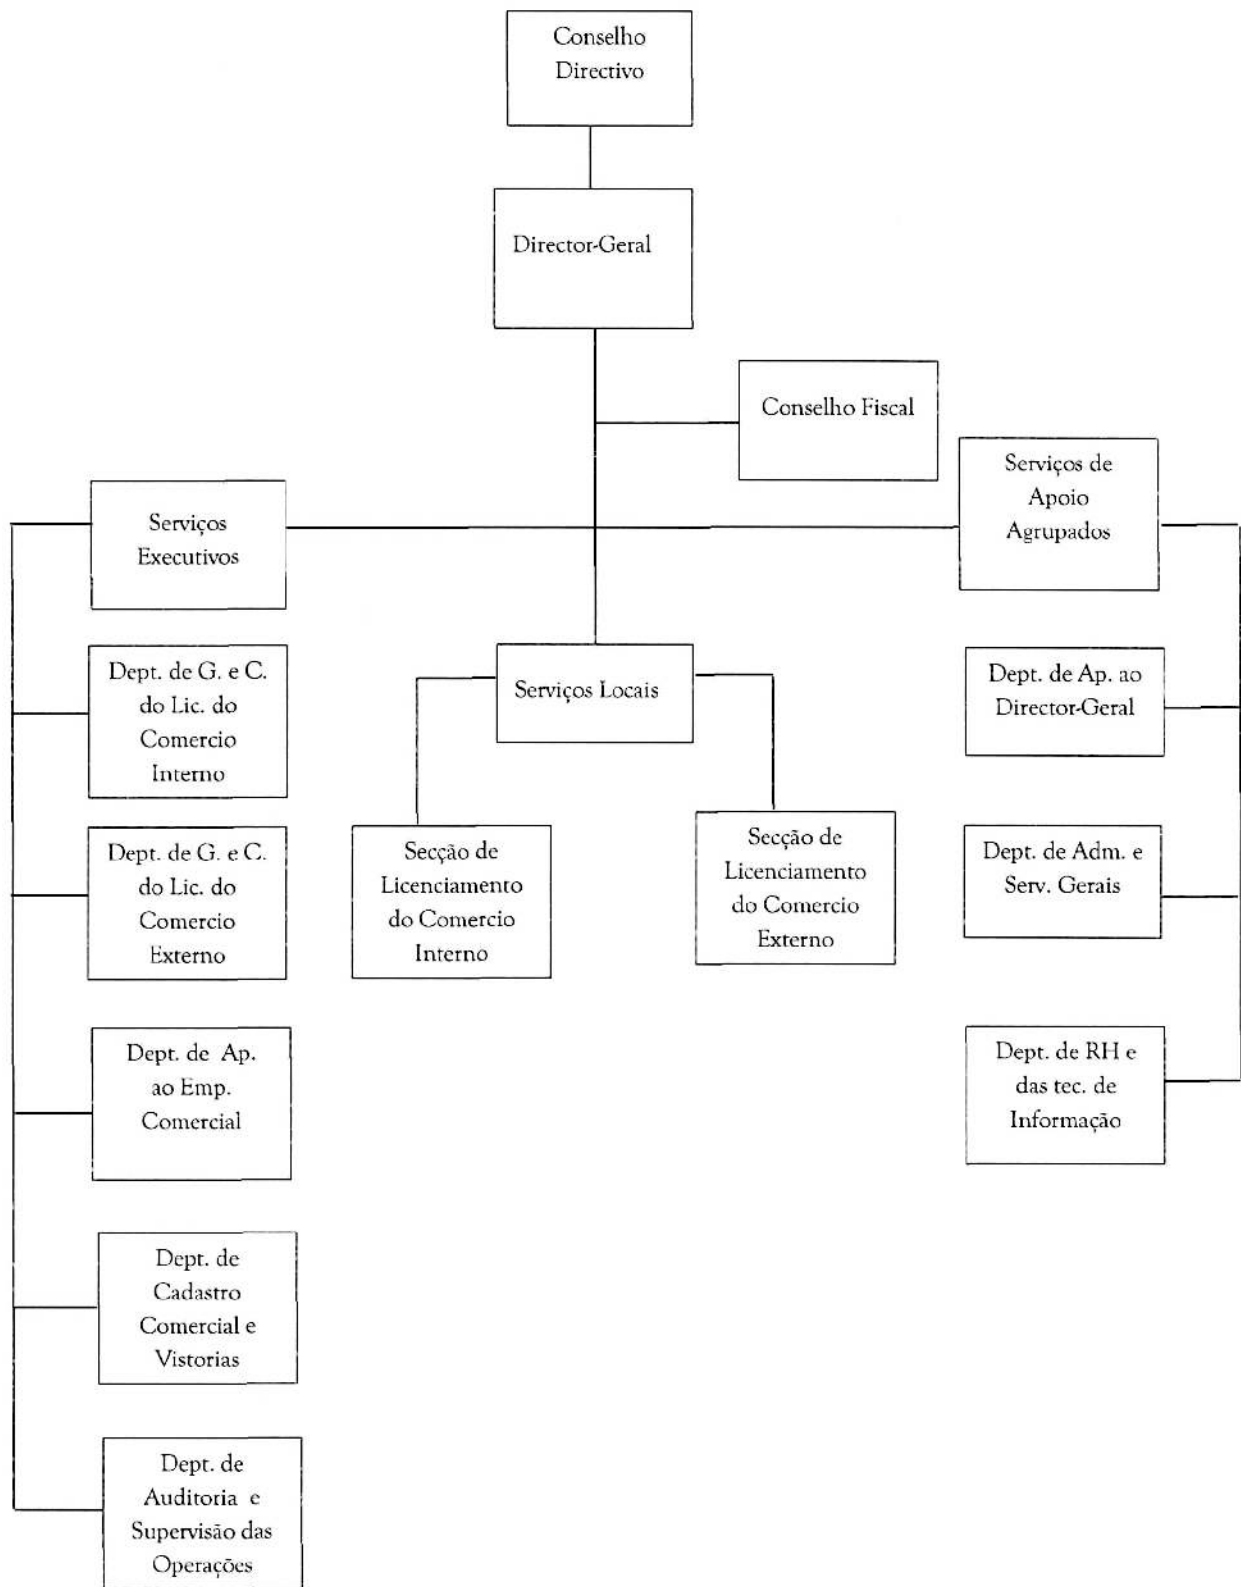 Conselho
Directivo
Director-Geral
Conselho Fiscal
Serviços de
Apoio
Agrupados
Serviços
Executivos
Dept. de G. e C.
do Lic. do
Comercio
Interno
Serviços Locais
Dept. de Ap. ao
Director-Geral
Dept. de G. e C.
do Lic. do
Comercio
Externo
Secção de
Licenciamento
do Comercio
Interno
Secção de
Licenciamento
do Comercio
Externo
Dept. de Adm. e
Serv. Gerais
Dept. de Ap.
ao Emp.
Comercial
Dept. de RH e
das tec. de
Informação
Dept. de
Cadastro
Comercial e
Vistorias
Dept. de
Auditoria e
Supervisão das
Operações